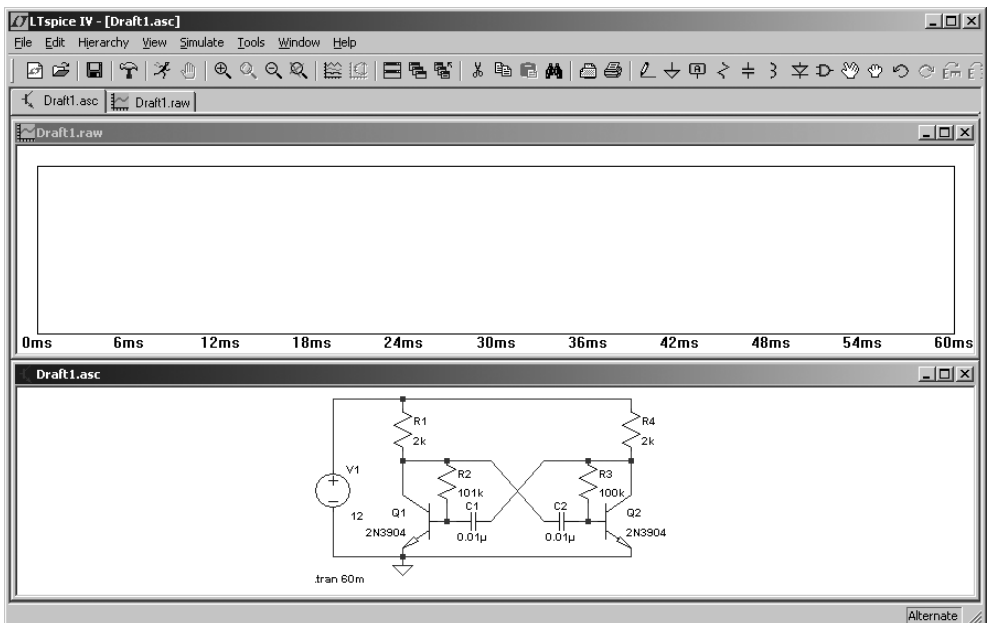 LTspice IV - [Draft1.asc]
File Edit Hierarchy View Simulate Tools Window Help
Draft1.asc Draft1.raw
Draft1.raw
0ms 6ms 12ms 18ms 24ms 30ms 36ms 42ms 48ms 54ms 60ms
Draft1.asc
R1
2k
R4
2k
V1
12
R2
101k
R3
100k
Q1
2N3904
C1
0.01µ
C2
0.01µ
Q2
2N3904
.tran 60m
Alternate